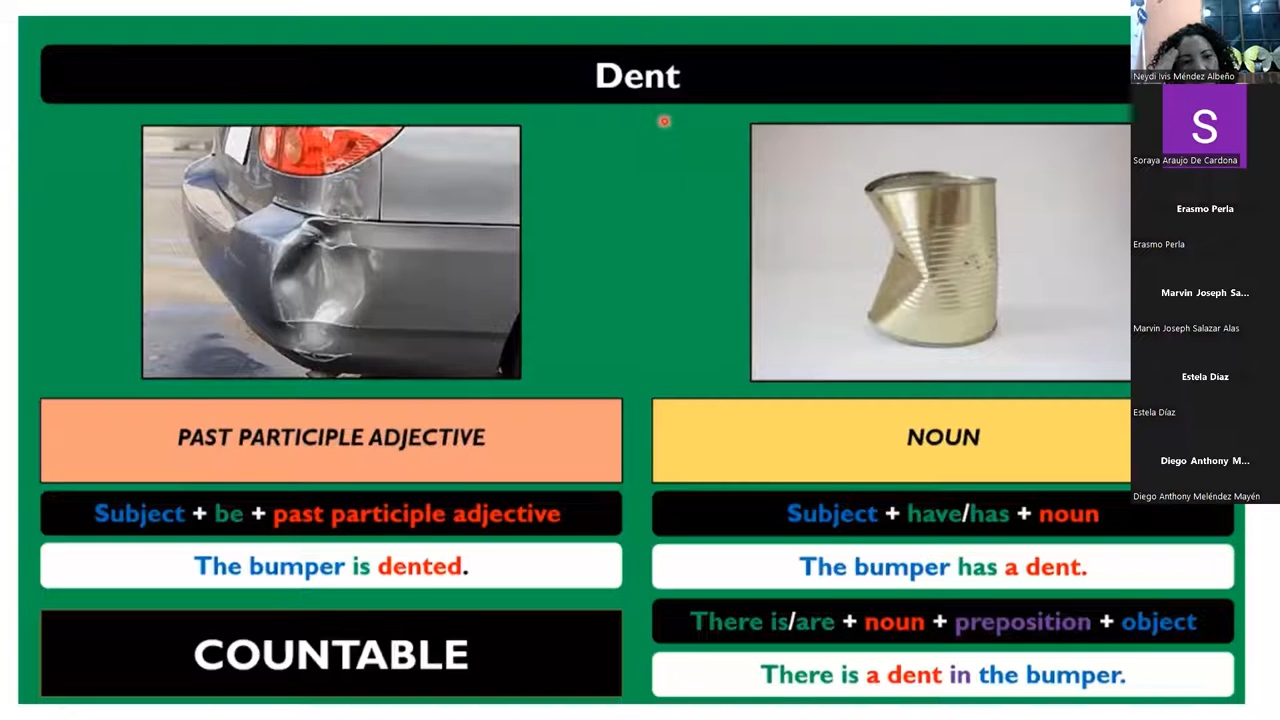 Dent
PAST PARTICIPLE ADJECTIVE
NOUN
Subject + be + past participle adjective
Subject + have/has + noun
The bumper is dented.
The bumper has a dent.
COUNTABLE
There is/are + noun + preposition + object
There is a dent in the bumper.
Neydi Ivis Méndez Albeño
S
Soraya Araujo De Cardona
Erasmo Perla
Erasmo Perla
Marvin Joseph Sa...
Marvin Joseph Salazar Alas
Estela Díaz
Estela Díaz
Diego Anthony M...
Diego Anthony Meléndez Mayén